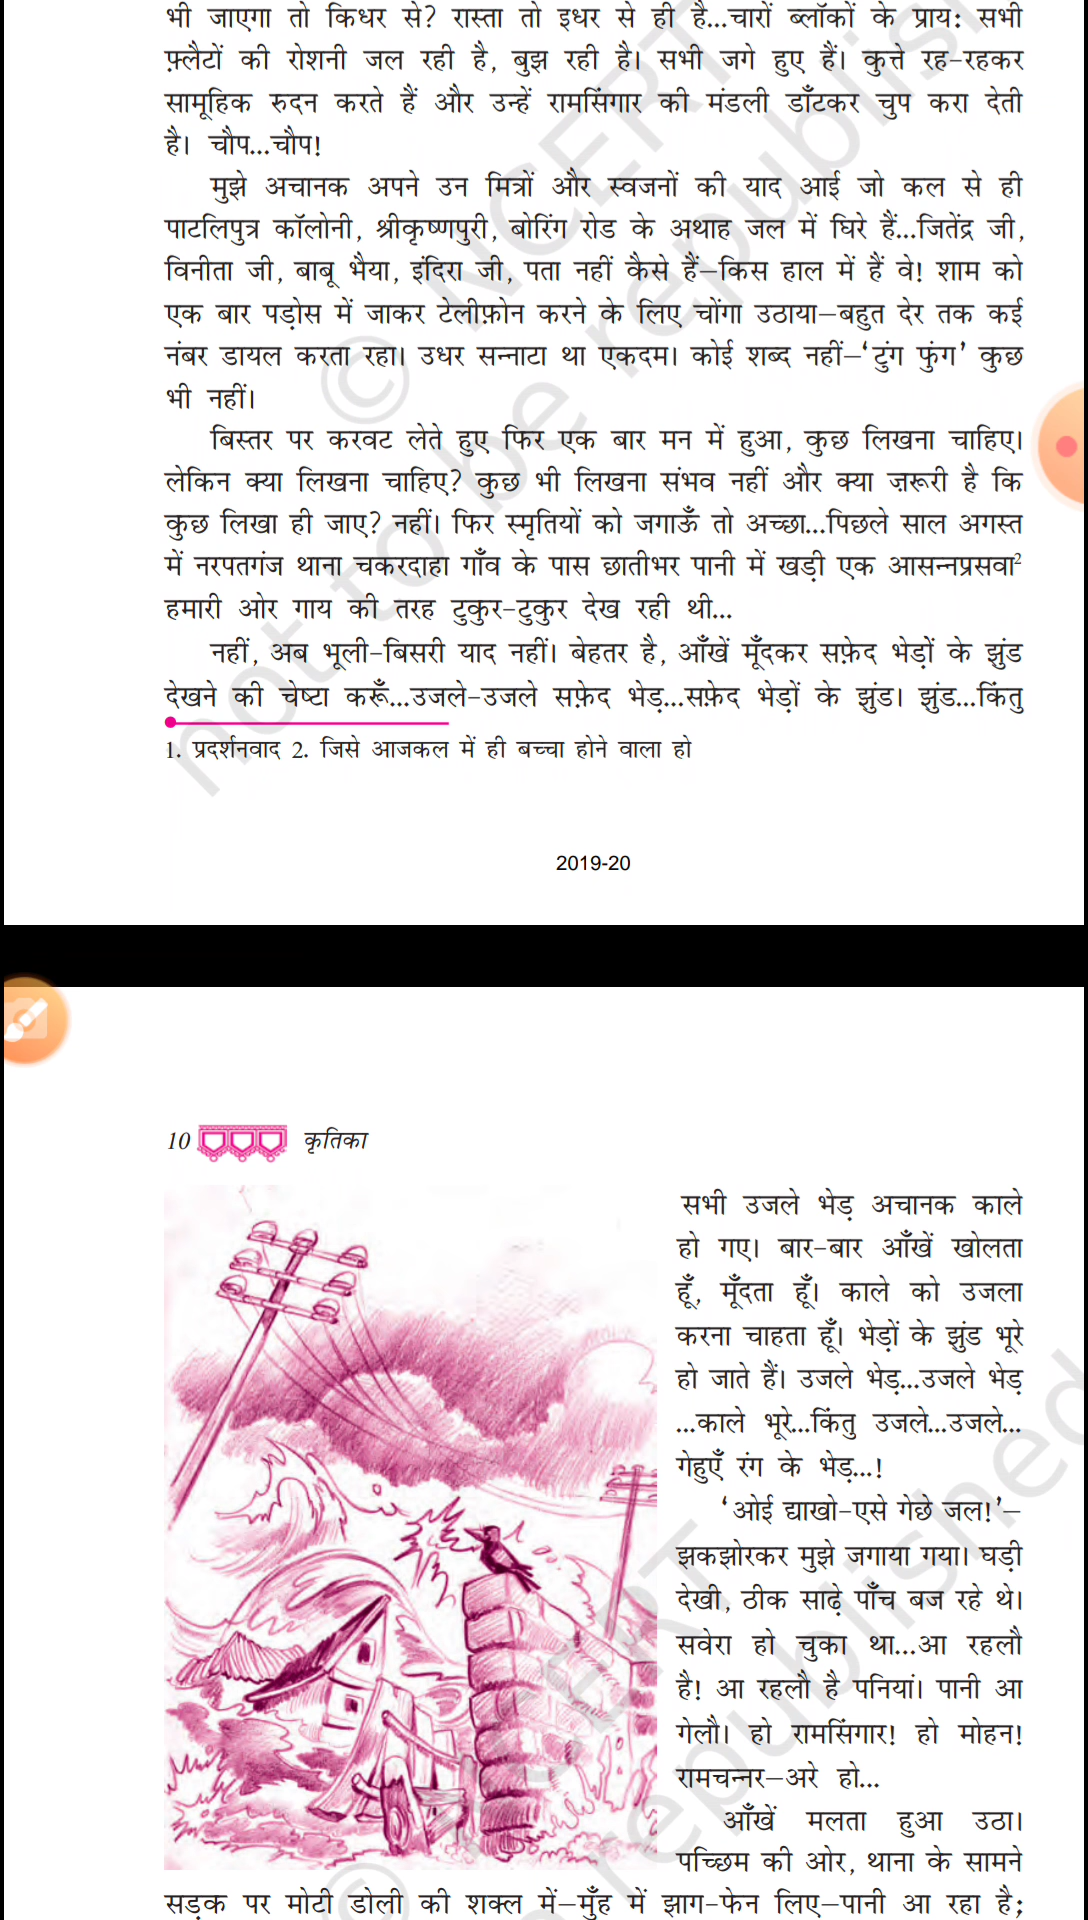 भी जाएगा तो किधर से? रास्ता तो इधर से ही है...चारों ब्लॉकों के प्राय: सभी
फ़्लैटों की रोशनी जल रही है, बुझ रही है। सभी जगे हुए हैं। कुत्ते रह-रहकर
सामूहिक रुदन करते हैं और उन्हें रामसिंगार की मंडली डाँटकर चुप करा देती
है। चौप...चौप!
मुझे अचानक अपने उन मित्रों और स्वजनों की याद आई जो कल से ही
पाटलिपुत्र कॉलोनी, श्रीकृष्णपुरी, बोरिंग रोड के अथाह जल में घिरे हैं...जितेंद्र जी,
विनीता जी, बाबू भैया, इंदिरा जी, पता नहीं कैसे हैं—किस हाल में हैं वे! शाम को
एक बार पड़ोस में जाकर टेलीफ़ोन करने के लिए चोंगा उठाया—बहुत देर तक कई
नंबर डायल करता रहा। उधर सन्नाटा था एकदम। कोई शब्द नहीं—‘टुंग फुंग’ कुछ
भी नहीं।
बिस्तर पर करवट लेते हुए फिर एक बार मन में हुआ, कुछ लिखना चाहिए।
लेकिन क्या लिखना चाहिए? कुछ भी लिखना संभव नहीं और क्या ज़रूरी है कि
कुछ लिखा ही जाए? नहीं। फिर स्मृतियों को जगाऊँ तो अच्छा...पिछले साल अगस्त
में नरपतगंज थाना चकरदाहा गाँव के पास छातीभर पानी में खड़ी एक आसन्नप्रसवा²
हमारी ओर गाय की तरह टुकुर-टुकुर देख रही थी...
नहीं, अब भूली-बिसरी याद नहीं। बेहतर है, आँखें मूँदकर सफ़ेद भेड़ों के झुंड
देखने की चेष्टा करूँ...उजले-उजले सफ़ेद भेड़...सफ़ेद भेड़ों के झुंड। झुंड...किंतु
1. प्रदर्शनवाद 2. जिसे आजकल में ही बच्चा होने वाला हो
© NCERT
not to be republished
2019-20
10 कृतिका
सभी उजले भेड़ अचानक काले
हो गए। बार-बार आँखें खोलता
हूँ, मूँदता हूँ। काले को उजला
करना चाहता हूँ। भेड़ों के झुंड भूरे
हो जाते हैं। उजले भेड़...उजले भेड़
...काले भूरे...किंतु उजले...उजले...
गेहुएँ रंग के भेड़...!
‘ओई द्याखो-एसे गेछे जल!’—
झकझोरकर मुझे जगाया गया। घड़ी
देखी, ठीक साढ़े पाँच बज रहे थे।
सवेरा हो चुका था...आ रहलौ
है! आ रहलौ है पनियां। पानी आ
गेलौ। हो रामसिंगार! हो मोहन!
रामचन्नर—अरे हो...
आँखें मलता हुआ उठा।
पच्छिम की ओर, थाना के सामने
सड़क पर मोटी डोली की शक्ल में—मुँह में झाग-फेन लिए—पानी आ रहा है;
© NCERT
republished